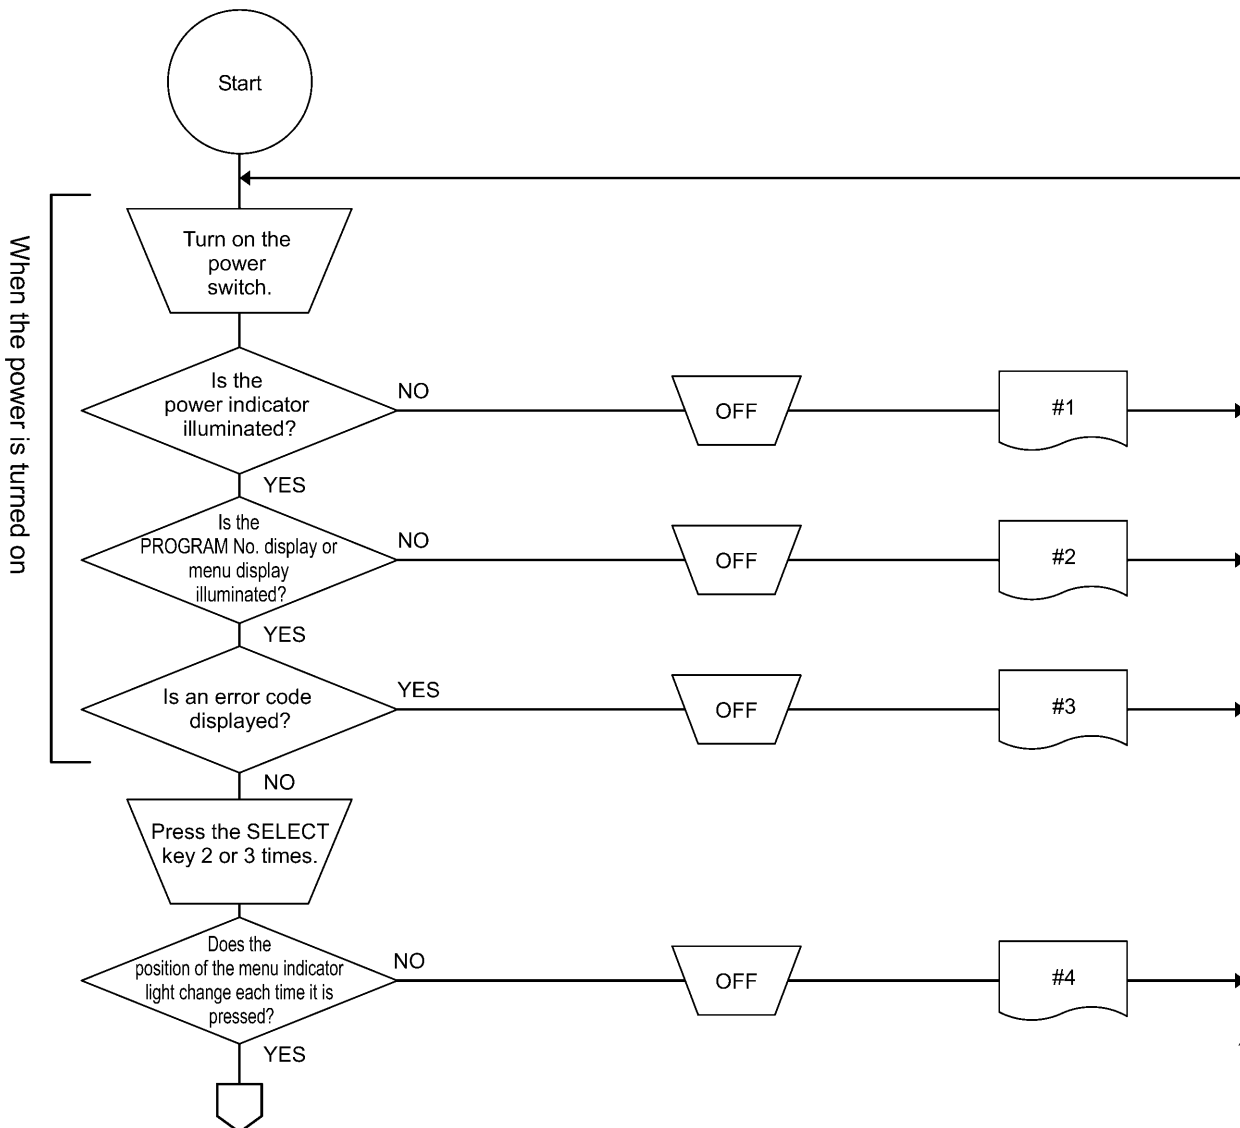 Start
When the power is turned on
Turn on the
power
switch.
Is the
power indicator
illuminated?
NO
OFF
#1
YES
Is the
PROGRAM No. display or
menu display
illuminated?
NO
OFF
#2
YES
Is an error code
displayed?
YES
OFF
#3
NO
Press the SELECT
key 2 or 3 times.
Does the
position of the menu indicator
light change each time it is
pressed?
NO
OFF
#4
YES